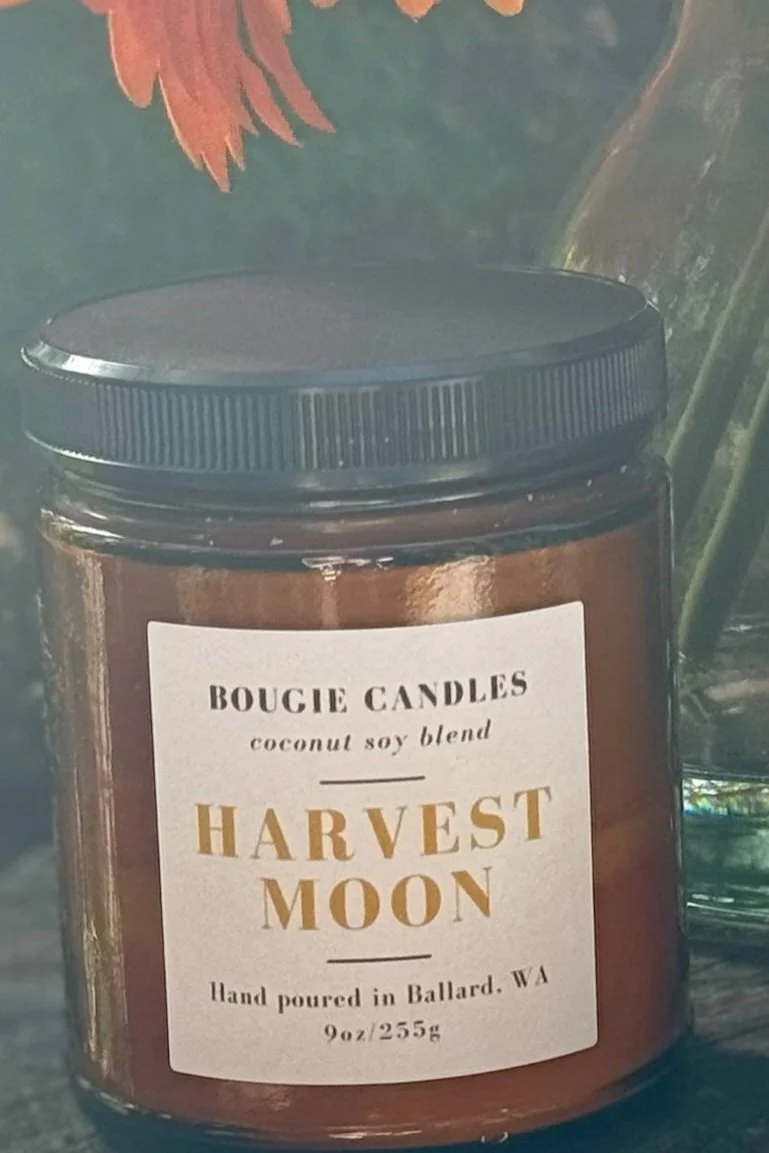 BOUGIE CANDLES
coconut soy blend
HARVEST
MOON
Hand poured in Ballard, WA
9oz/255g